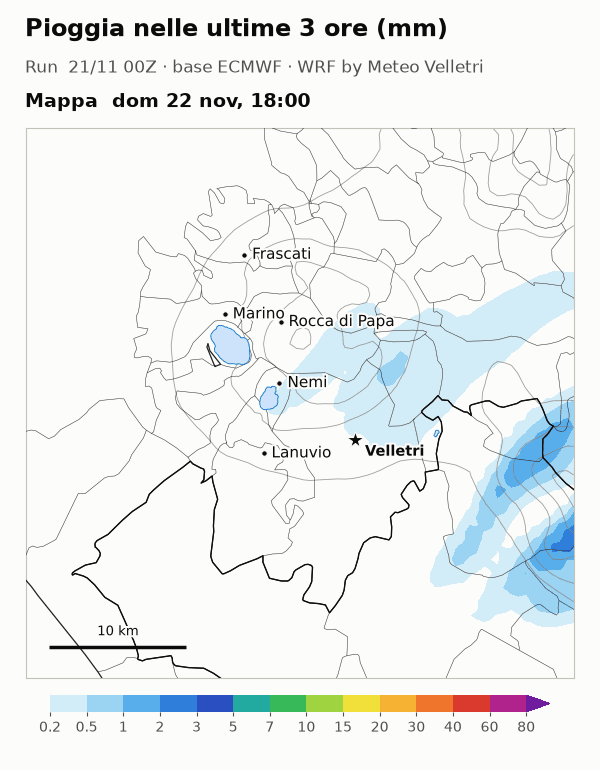 Pioggia nelle ultime 3 ore (mm)
Run  21/11 00Z · base ECMWF · WRF by Meteo Velletri
Mappa  dom 22 nov, 18:00
Frascati
Marino
Rocca di Papa
Nemi
Velletri
Lanuvio
10 km
0.2 0.5 1 2 3 5 7 10 15 20 30 40 60 80